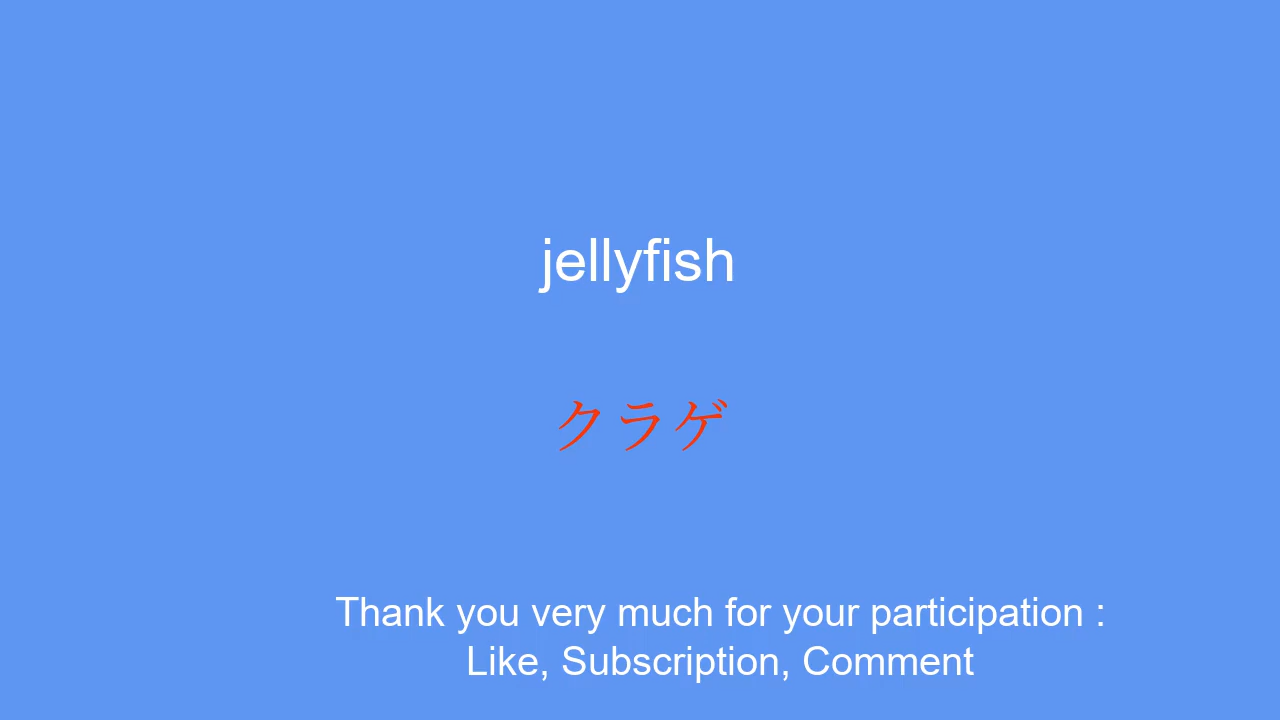 jellyfish
クラゲ
Thank you very much for your participation :
Like, Subscription, Comment